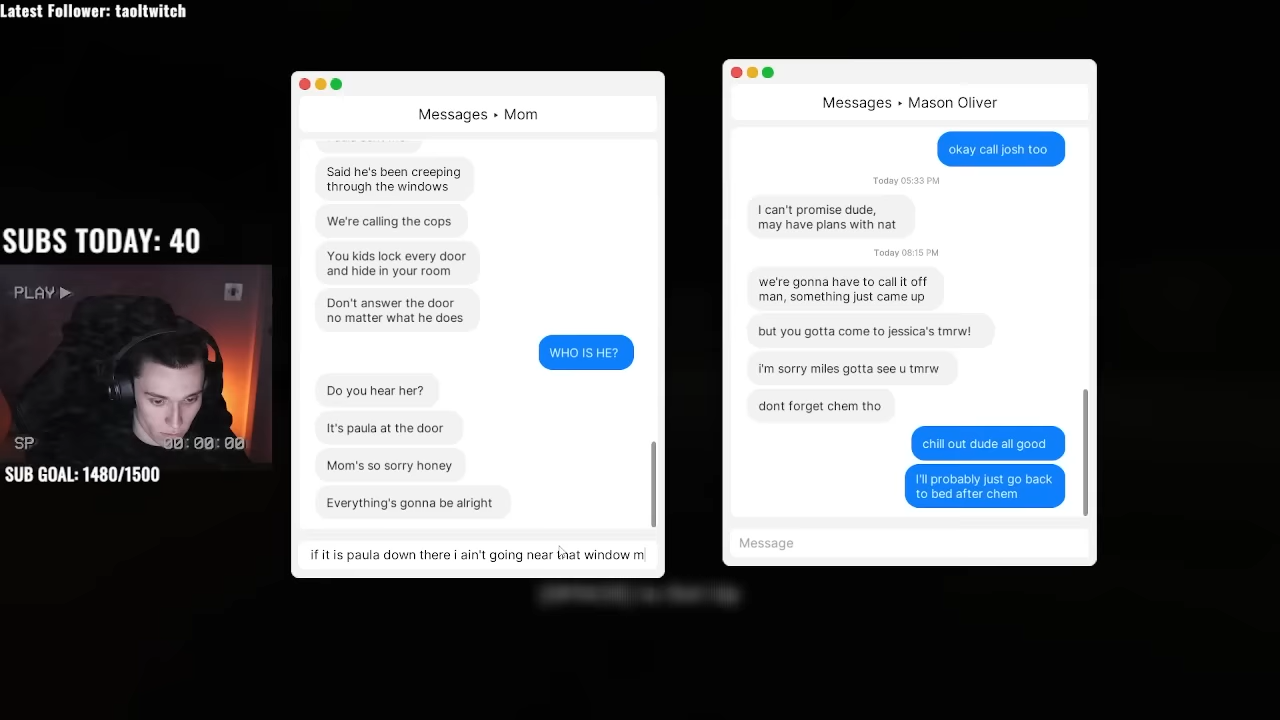 Latest Follower: taoltwitch
SUBS TODAY: 40
PLAY
SP
00:00:00
SUB GOAL: 1480/1500
Messages ‣ Mom
Said he's been creeping
through the windows
We're calling the cops
You kids lock every door
and hide in your room
Don't answer the door
no matter what he does
WHO IS HE?
Do you hear her?
It's paula at the door
Mom's so sorry honey
Everything's gonna be alright
if it is paula down there i ain't going near that window m
Messages ‣ Mason Oliver
okay call josh too
Today 05:33 PM
I can't promise dude,
may have plans with nat
Today 08:15 PM
we're gonna have to call it off
man, something just came up
but you gotta come to jessica's tmrw!
i'm sorry miles gotta see u tmrw
dont forget chem tho
chill out dude all good
I'll probably just go back
to bed after chem
Message